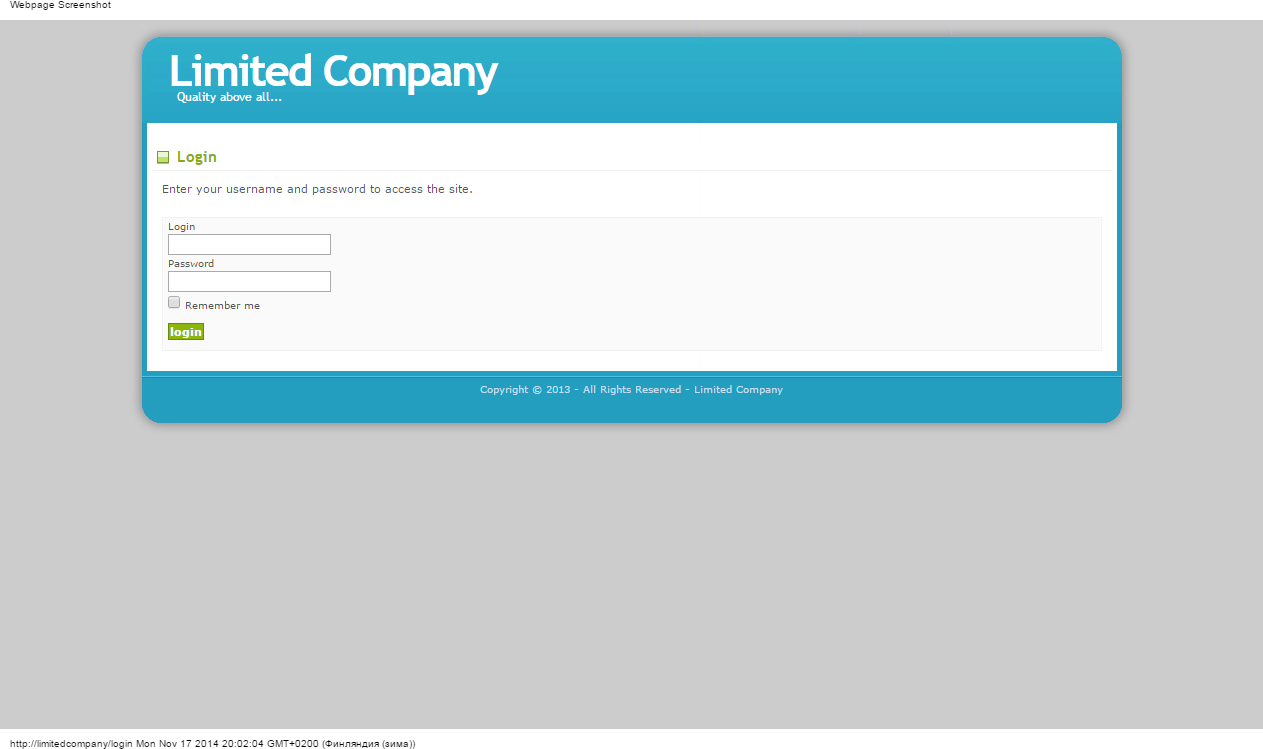 Webpage Screenshot
Limited Company
Quality above all...
Login
Enter your username and password to access the site.
Login
Password
Remember me
login
Copyright © 2013 - All Rights Reserved - Limited Company
http://limitedcompany/login Mon Nov 17 2014 20:02:04 GMT+0200 (Финляндия (зима))